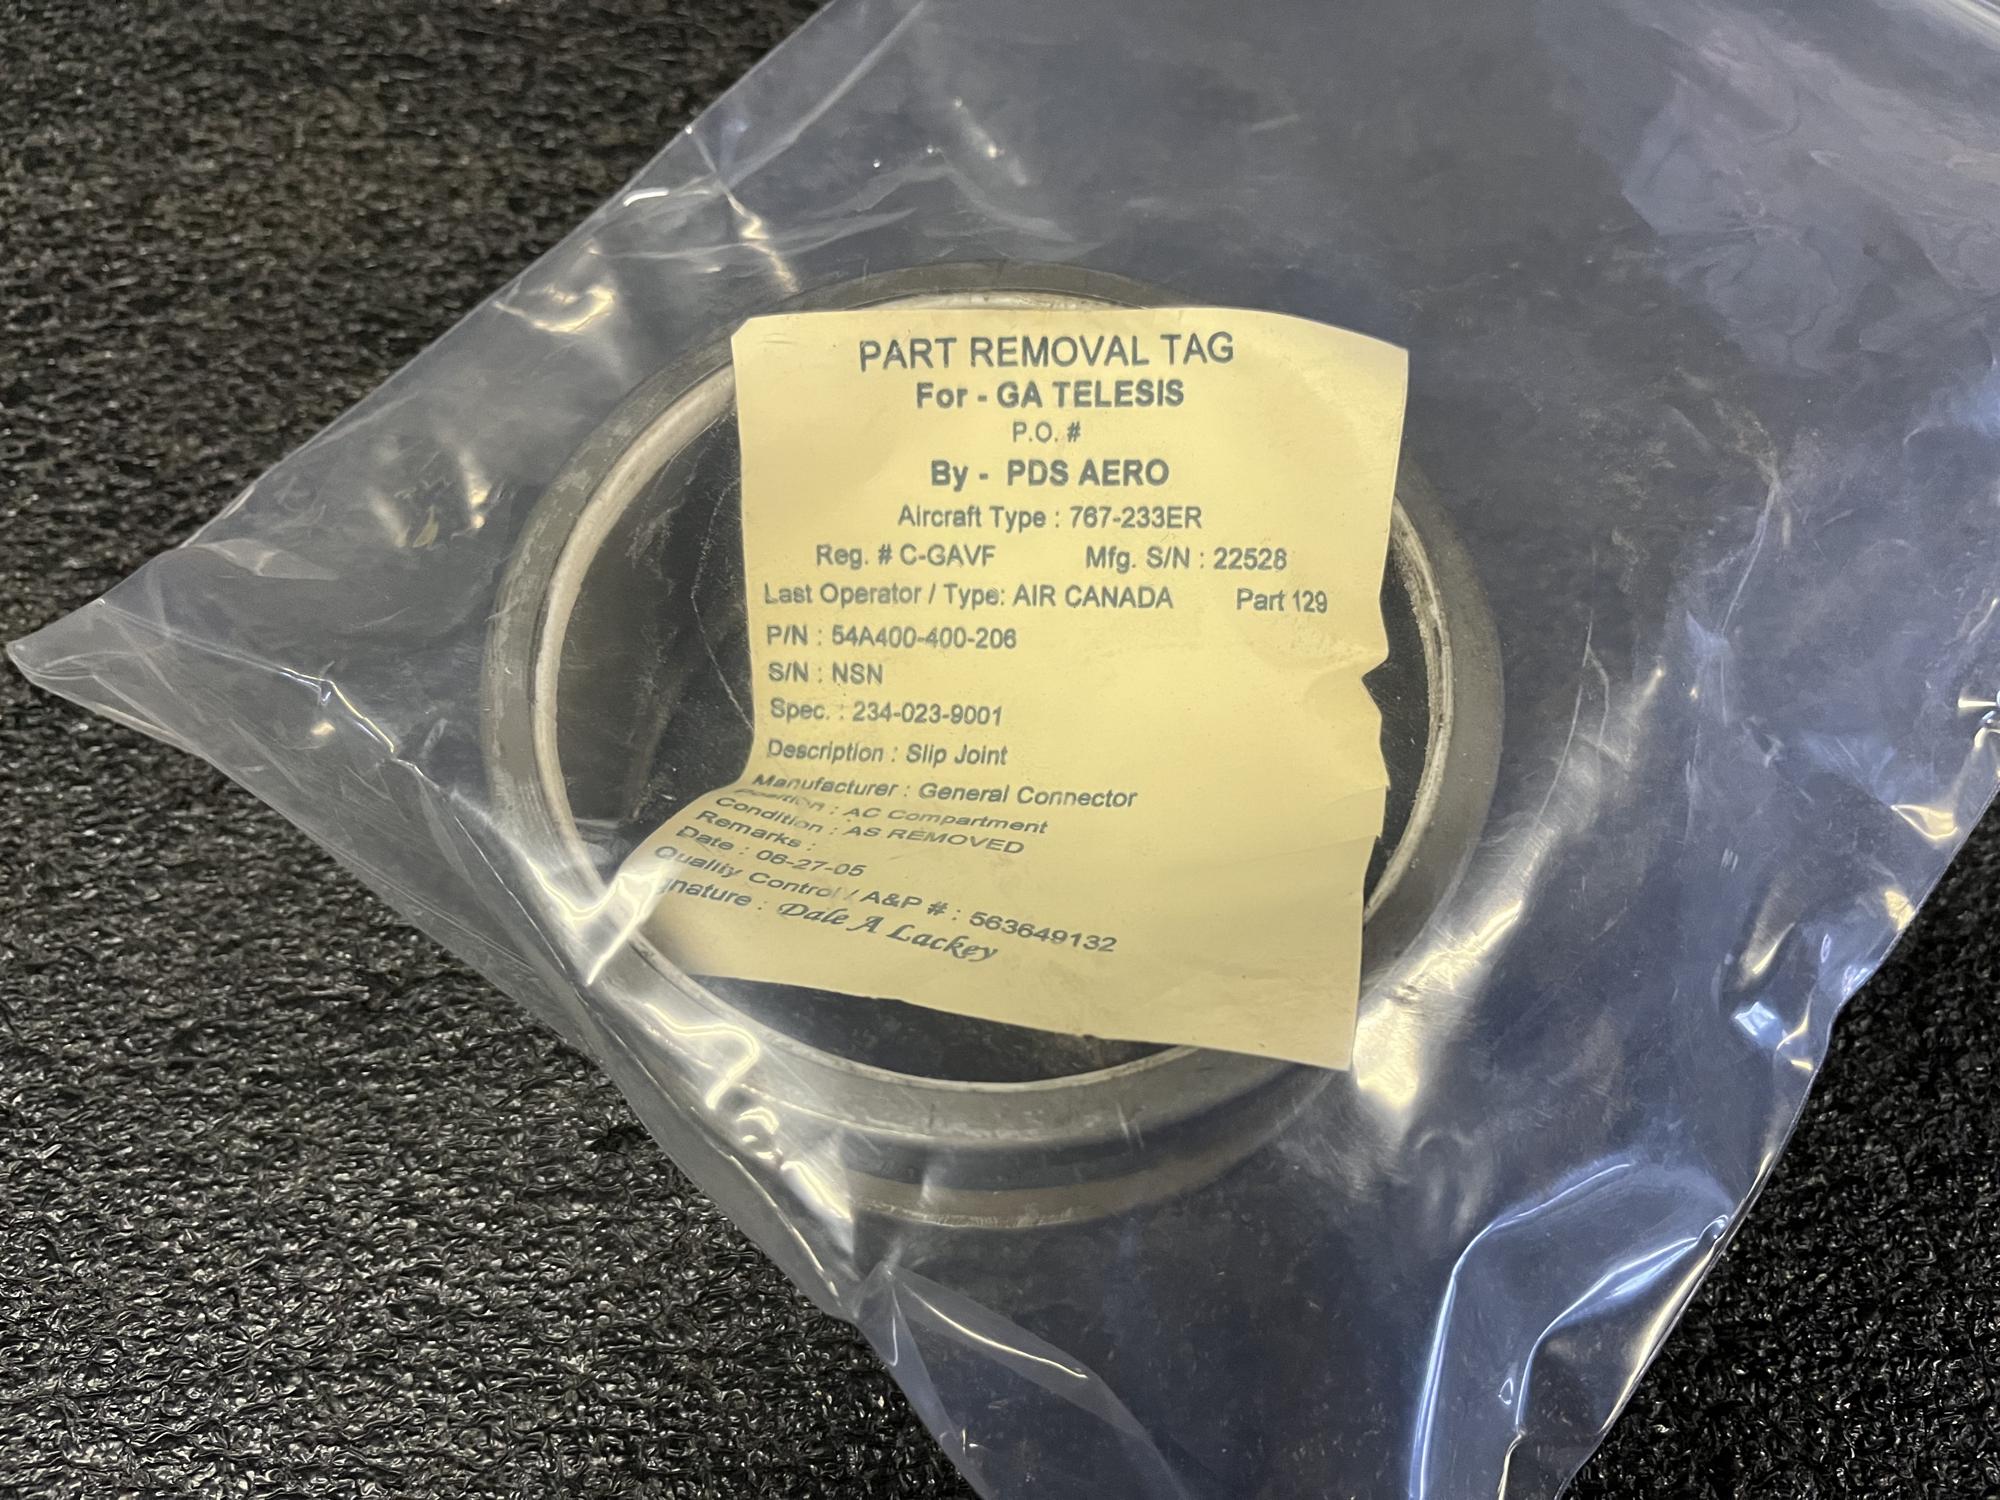 PART REMOVAL TAG
For - GA TELESIS
P.O. #
By - PDS AERO
Aircraft Type : 767-233ER
Reg. # C-GAVF Mfg. S/N : 22528
Last Operator / Type: AIR CANADA Part 129
P/N : 54A400-400-206
S/N : NSN
Spec. : 234-023-9001
Description : Slip Joint
Manufacturer : General Connector
Position : AC Compartment
Condition : AS REMOVED
Remarks :
Date : 06-27-05
Quality Control / A&P # : 563649132
gnature : Dale A Lackey